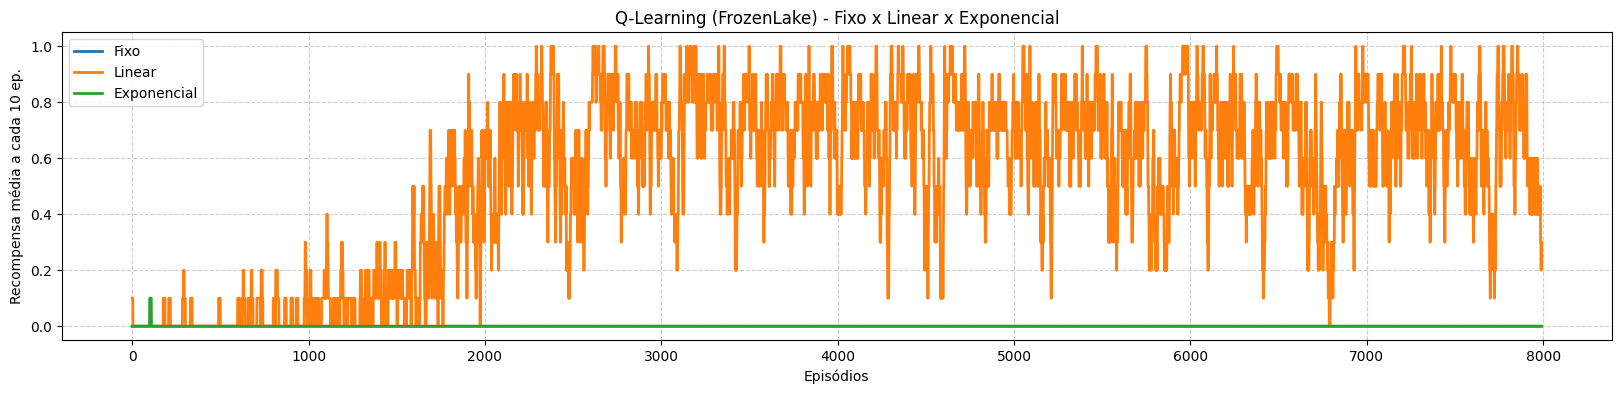 Q-Learning (FrozenLake) - Fixo x Linear x Exponencial
Recompensa média a cada 10 ep.
1.0
0.8
0.6
0.4
0.2
0.0
Fixo
Linear
Exponencial
0 1000 2000 3000 4000 5000 6000 7000 8000
Episódios